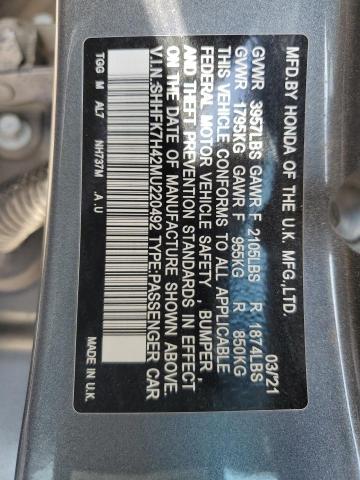 MFD.BY HONDA OF THE U.K. MFG.,LTD.
03/'21
GVWR 3957LBS GAWR F 2105LBS R 1874LBS
GVWR 1795KG GAWR F 955KG R 850KG
THIS VEHICLE CONFORMS TO ALL APPLICABLE
FEDERAL MOTOR VEHICLE SAFETY , BUMPER,
AND THEFT PREVENTION STANDARDS IN EFFECT
ON THE DATE OF MANUFACTURE SHOWN ABOVE.
V.I.N.:SHHFK7H42MU220492 TYPE:PASSENGER CAR
TGG M AL7 NH737M .A .U
MADE IN U.K.